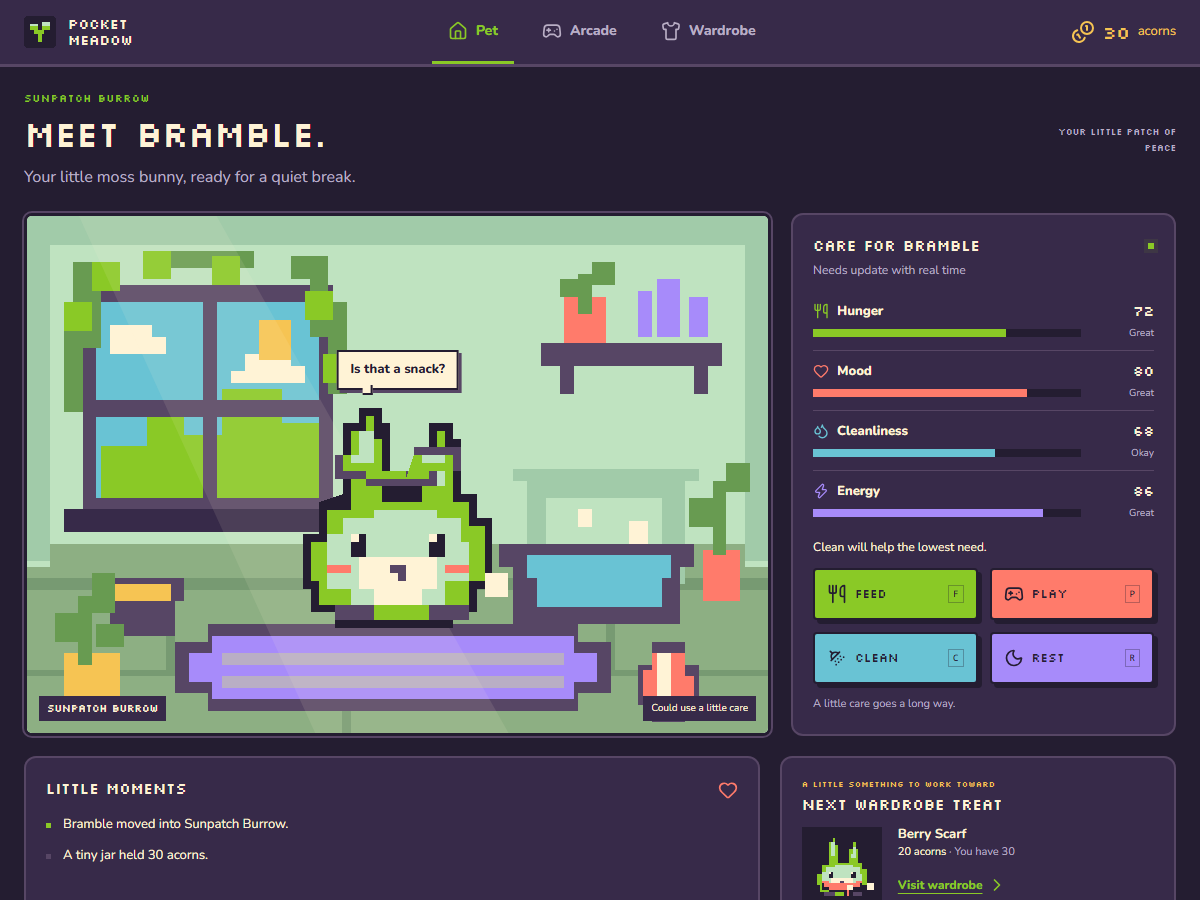 POCKET
MEADOW
Pet
Arcade
Wardrobe
30 acorns
SUNPATCH BURROW
MEET BRAMBLE.
Your little moss bunny, ready for a quiet break.
YOUR LITTLE PATCH OF
PEACE
Is that a snack?
SUNPATCH BURROW
Could use a little care
CARE FOR BRAMBLE
Needs update with real time
Hunger 72
Great
Mood 80
Great
Cleanliness 68
Okay
Energy 86
Great
Clean will help the lowest need.
FEED F
PLAY P
CLEAN C
REST R
A little care goes a long way.
LITTLE MOMENTS
Bramble moved into Sunpatch Burrow.
A tiny jar held 30 acorns.
A LITTLE SOMETHING TO WORK TOWARD
NEXT WARDROBE TREAT
Berry Scarf
20 acorns · You have 30
Visit wardrobe